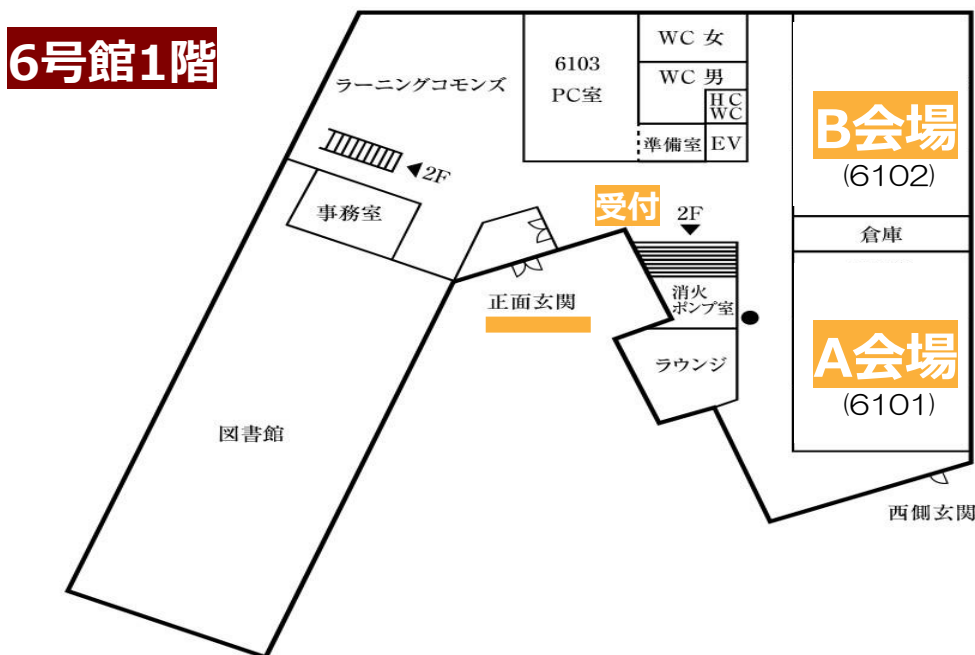 6号館1階
ラーニングコモンズ
6103
PC室
WC 女
WC 男
HC
WC
準備室
EV
B会場
(6102)
2F
事務室
受付
2F
倉庫
正面玄関
消火
ポンプ室
A会場
(6101)
ラウンジ
図書館
西側玄関